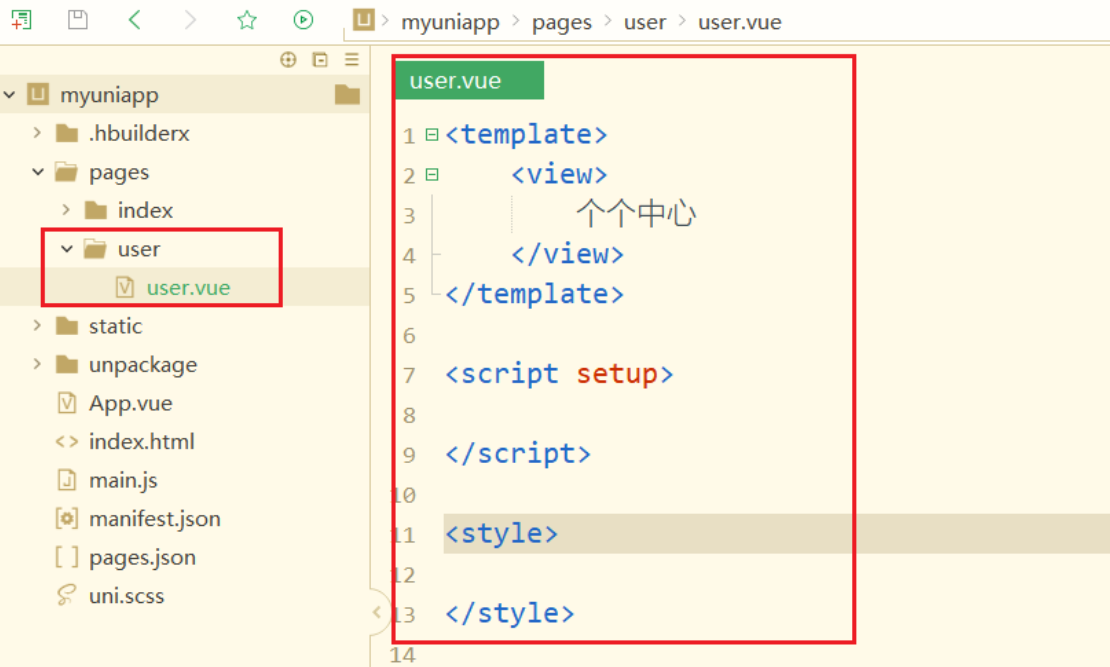 myuniapp > pages > user > user.vue
myuniapp
.hbuilderx
pages
index
user
user.vue
static
unpackage
App.vue
index.html
main.js
manifest.json
pages.json
uni.scss
user.vue
1 <template>
2 <view>
3 个个中心
4 </view>
5 </template>
6
7 <script setup>
8
9 </script>
10
11 <style>
12
13 </style>
14